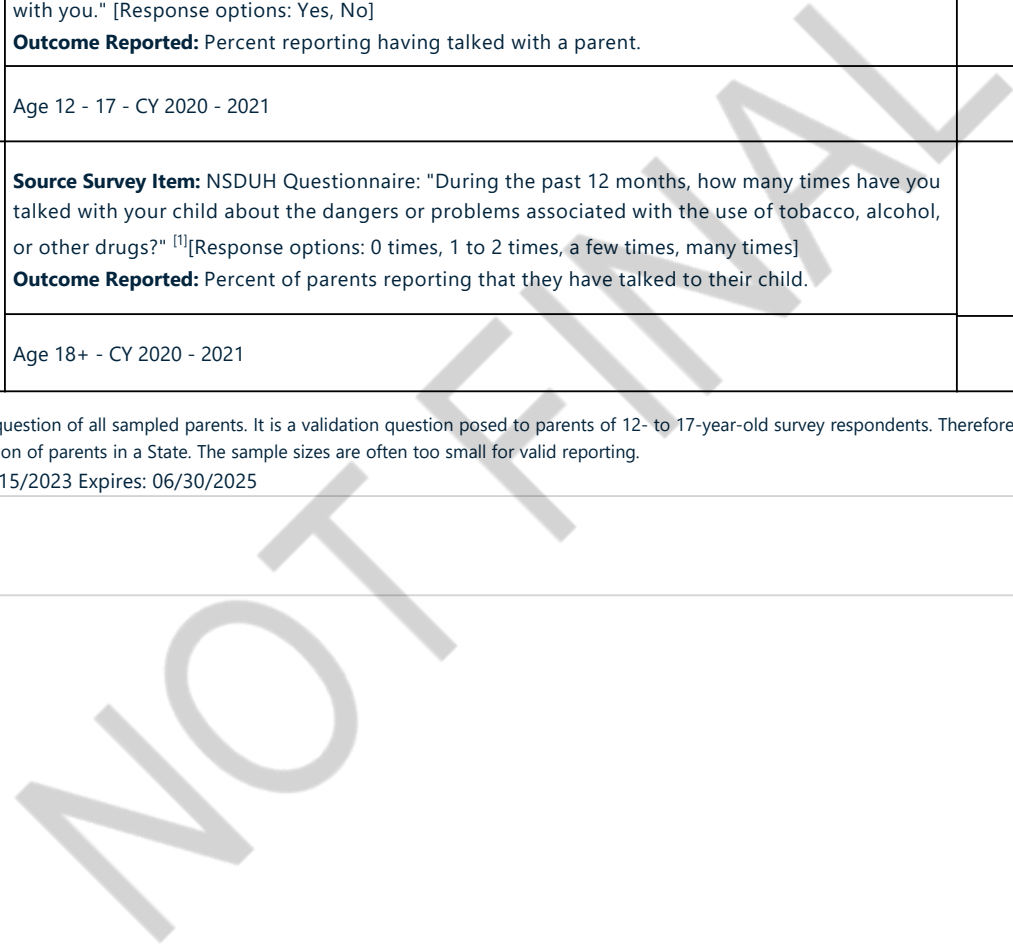 with you." [Response options: Yes, No]
Outcome Reported: Percent reporting having talked with a parent.
Age 12 - 17 - CY 2020 - 2021
Source Survey Item: NSDUH Questionnaire: "During the past 12 months, how many times have you
talked with your child about the dangers or problems associated with the use of tobacco, alcohol,
or other drugs?" [1][Response options: 0 times, 1 to 2 times, a few times, many times]
Outcome Reported: Percent of parents reporting that they have talked to their child.
Age 18+ - CY 2020 - 2021
question of all sampled parents. It is a validation question posed to parents of 12- to 17-year-old survey respondents. Therefore
on of parents in a State. The sample sizes are often too small for valid reporting.
15/2023 Expires: 06/30/2025
NOT FINAL